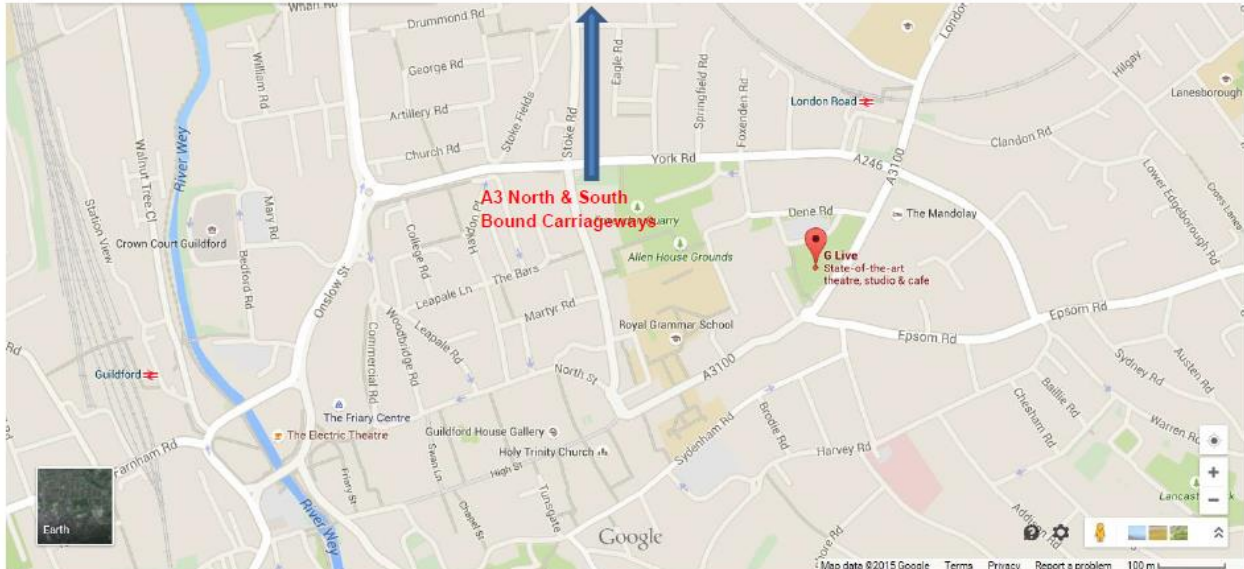 Wharf Rd
Drummond Rd
George Rd
Artillery Rd
Church Rd
William Rd
Stoke Fields
Stoke Rd
Eagle Rd
Springfield Rd
Foxenden Rd
York Rd
London Road
A246
A3100
Hilgay
Lanesborough
Clandon Rd
Lower Edgeborough Rd
Cross Lanes
River Wey
Walnut Tree Cl
Station View
Mary Rd
Bedford Rd
Crown Court Guildford
Onslow St
College Rd
Haydon Pl
A3 North & South
Bound Carriageways
Allen House Grounds
Dene Rd
The Mandolay
G Live
State-of-the-art
theatre, studio & cafe
Leapale Ln
The Bars
Martyr Rd
Woodbridge Rd
Leapale Rd
Commercial Rd
Royal Grammar School
A3100
Epsom Rd
Epsom Rd
Sydney Rd
Austen Rd
Baillie Rd
Chesham Rd
Warren Rd
Guildford
North St
The Friary Centre
The Electric Theatre
Guildford House Gallery
Holy Trinity Church
Swan Ln
High St
Sydenham Rd
Brodie Rd
Harvey Rd
Farnham Rd
Friary St
Chapel St
Tunsgate
River Wey
Addison Rd
Earth
Google
Map data ©2015 Google Terms Privacy Report a problem 100 m